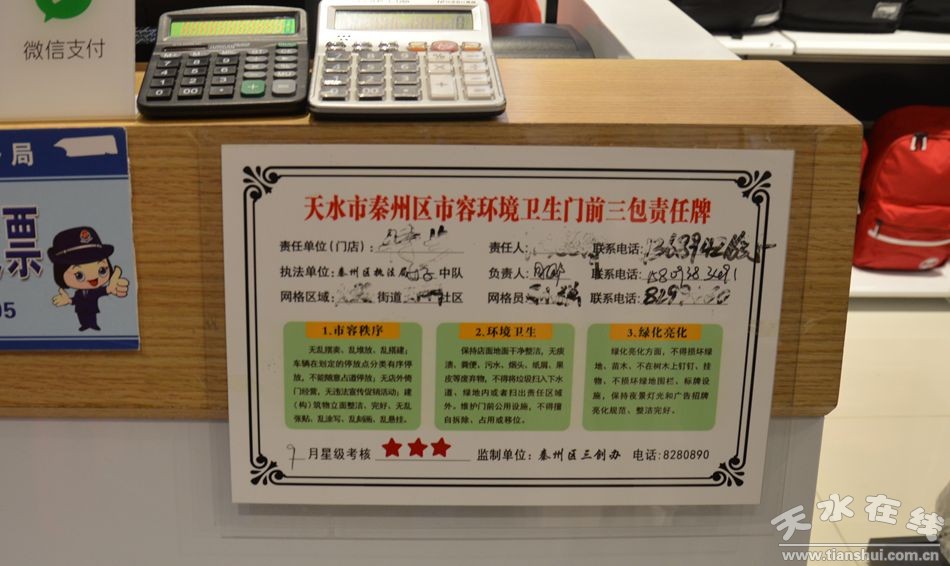 微信支付
局
票
05
天水市秦州区市容环境卫生门前三包责任牌
责任单位(门店): 责任人: 联系电话:
执法单位: 秦州区执法局 中队 负责人: 联系电话:
网格区域: 街道 社区 网格员 联系电话:
1.市容秩序
无乱摆卖、乱堆放、乱搭建;
车辆在划定的停放点分类有序停
放,不能随意占道停放;无店外倚
门经营,无违法宣传促销活动;建
(构)筑物立面整洁、完好、无乱
张贴、乱涂写、乱刻画、乱悬挂。
2.环境卫生
保持店面地面干净整洁,无痰
渍、粪便、污水、烟头、纸屑、果
皮等废弃物,不得将垃圾扫入下水
道、绿地内或者扫出责任区域
外。维护门前公用设施,不得擅
自拆除、占用或移位。
3.绿化亮化
绿化亮化方面,不得损坏绿
地、苗木、不在树木上钉钉、挂
物、不损坏绿地围栏、标牌设
施,保持夜景灯光和广告招牌
亮化规范、整洁完好。
9月星级考核 监制单位: 秦州区三创办 电话:8280890
天水在线
www.tianshui.com.cn